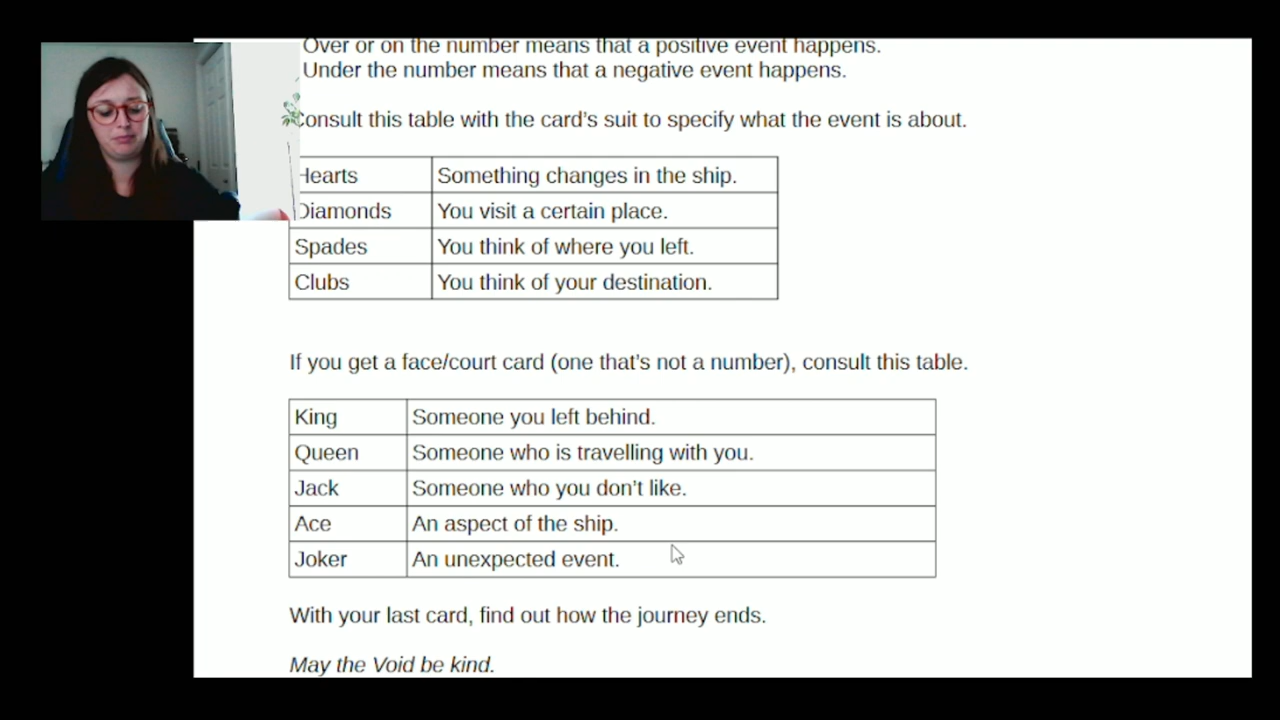 Over or on the number means that a positive event happens.
Under the number means that a negative event happens.
Consult this table with the card's suit to specify what the event is about.
Hearts Something changes in the ship.
Diamonds You visit a certain place.
Spades You think of where you left.
Clubs You think of your destination.
If you get a face/court card (one that's not a number), consult this table.
King Someone you left behind.
Queen Someone who is travelling with you.
Jack Someone who you don't like.
Ace An aspect of the ship.
Joker An unexpected event.
With your last card, find out how the journey ends.
May the Void be kind.